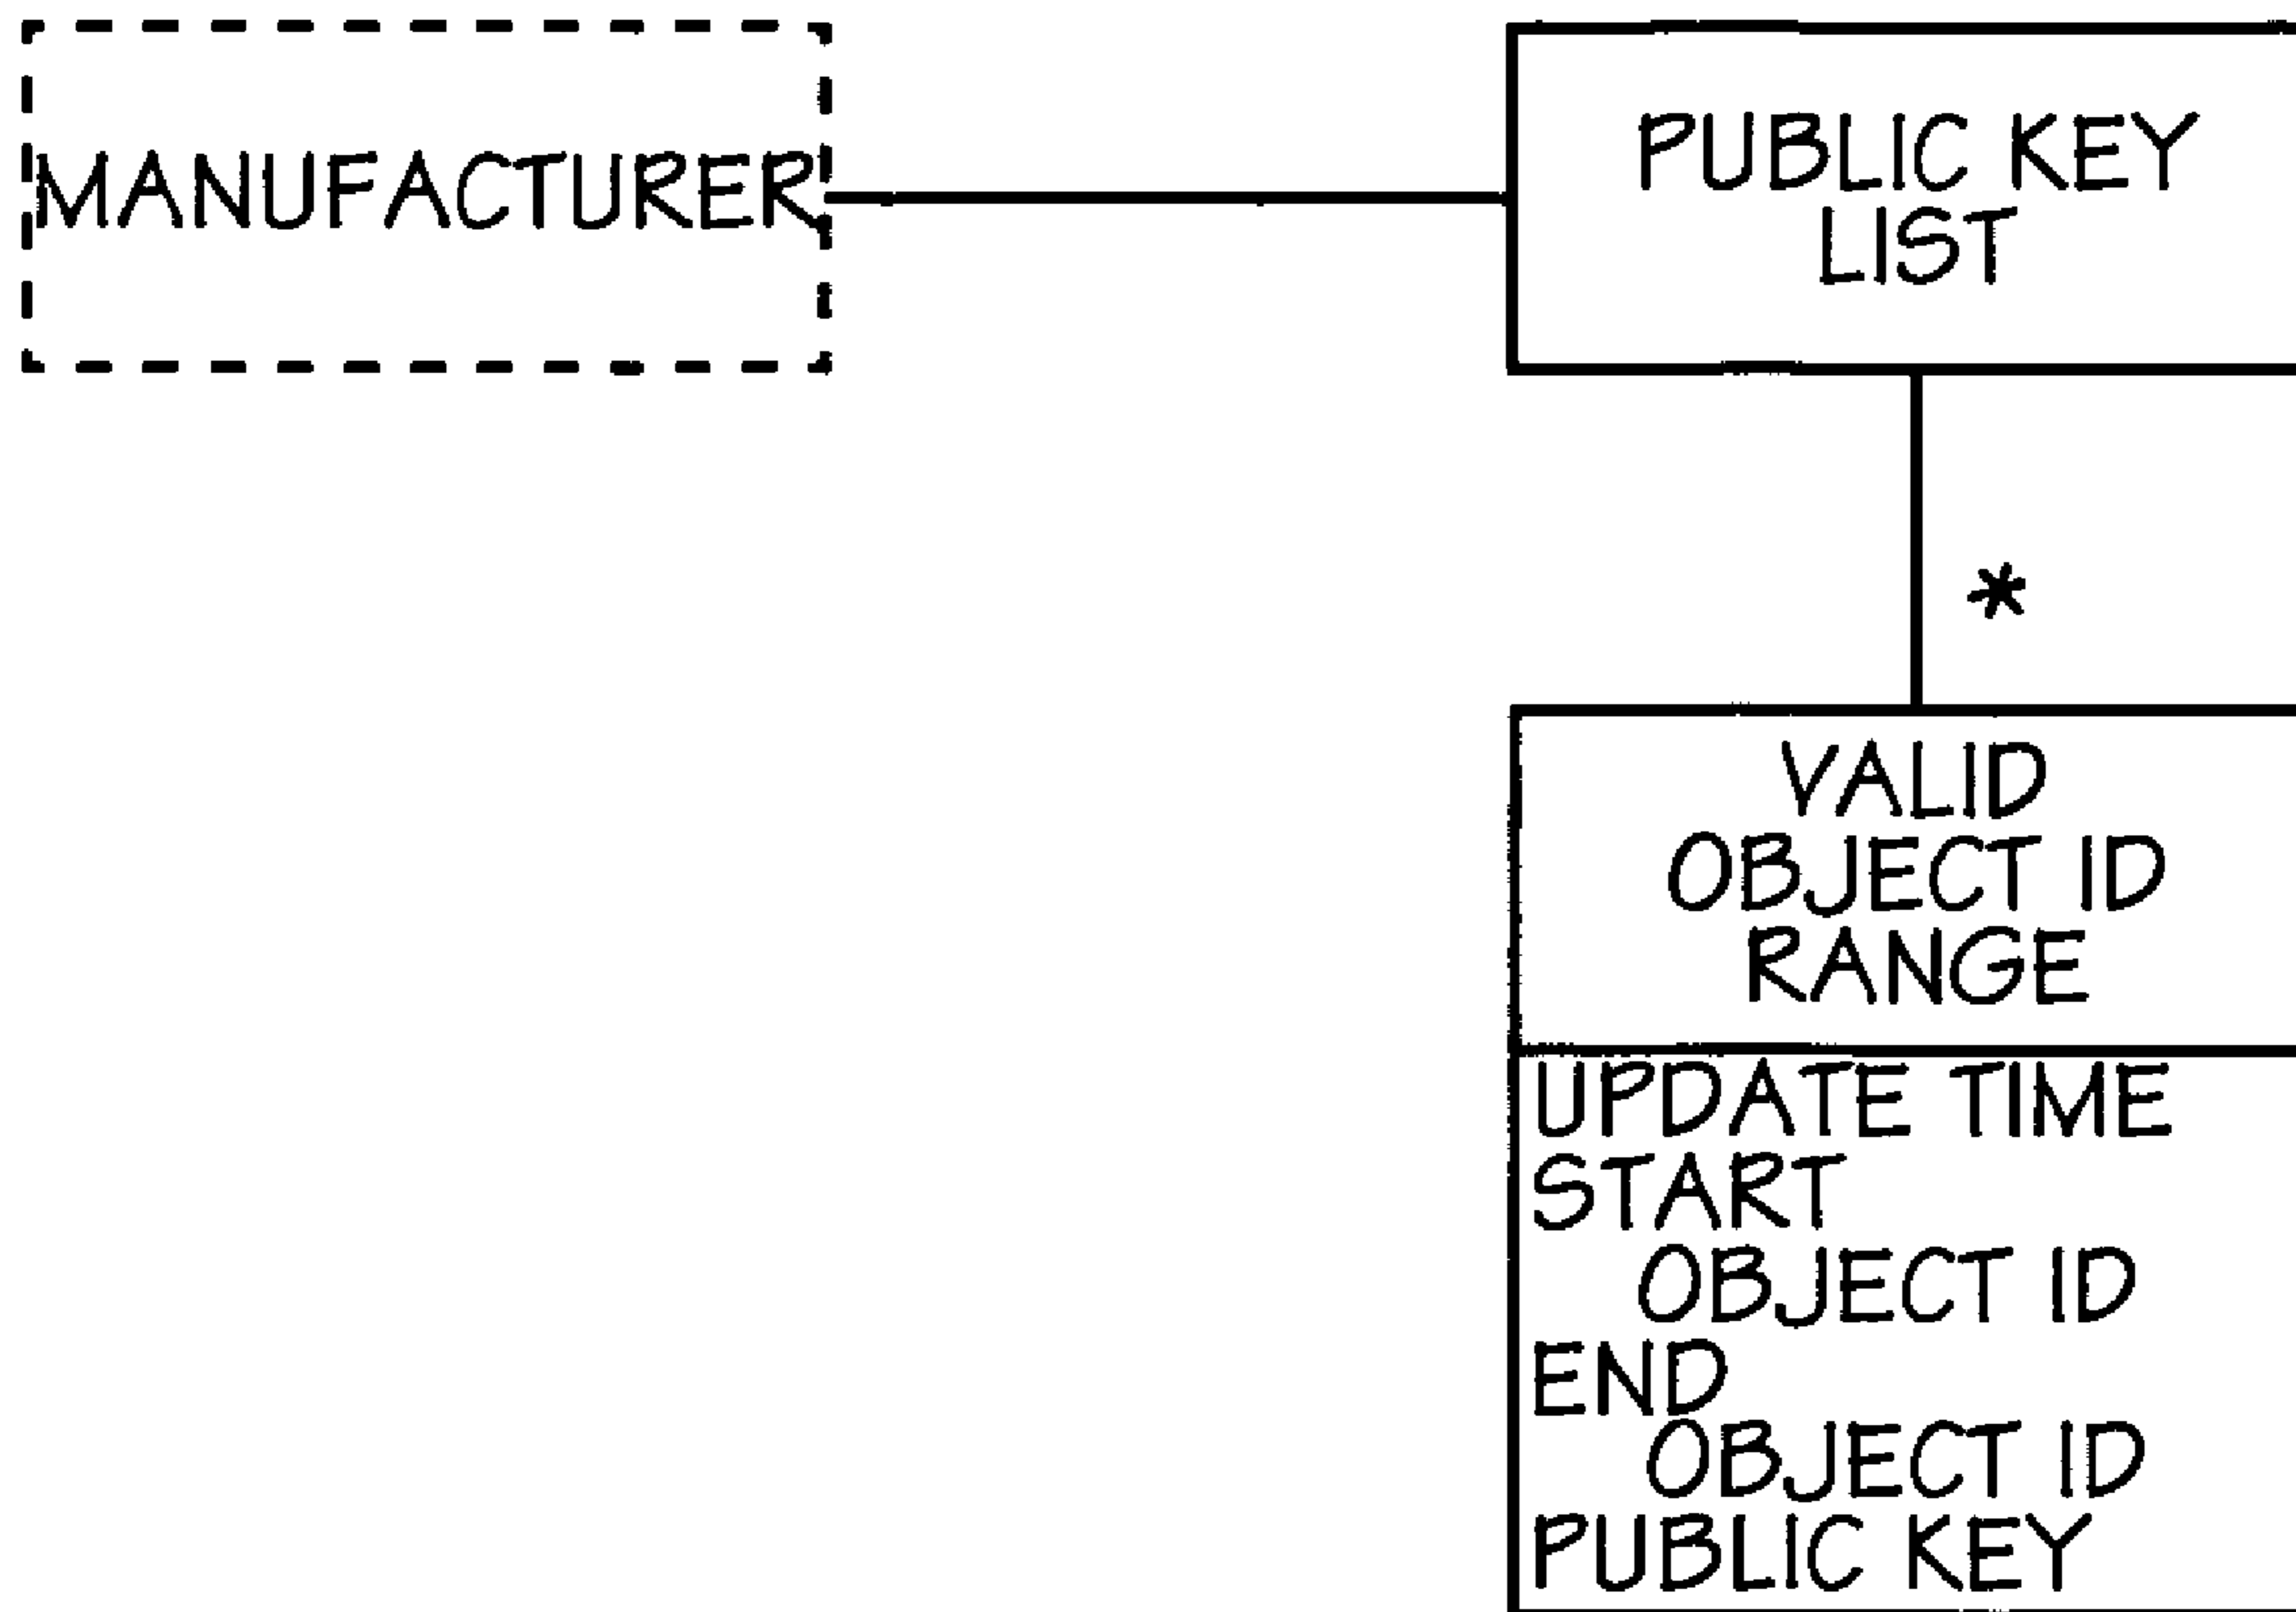 MANUFACTURER
PUBLIC KEY
LIST
*
VALID
OBJECT ID
RANGE
UPDATE TIME
START
OBJECT ID
END
OBJECT ID
PUBLIC KEY